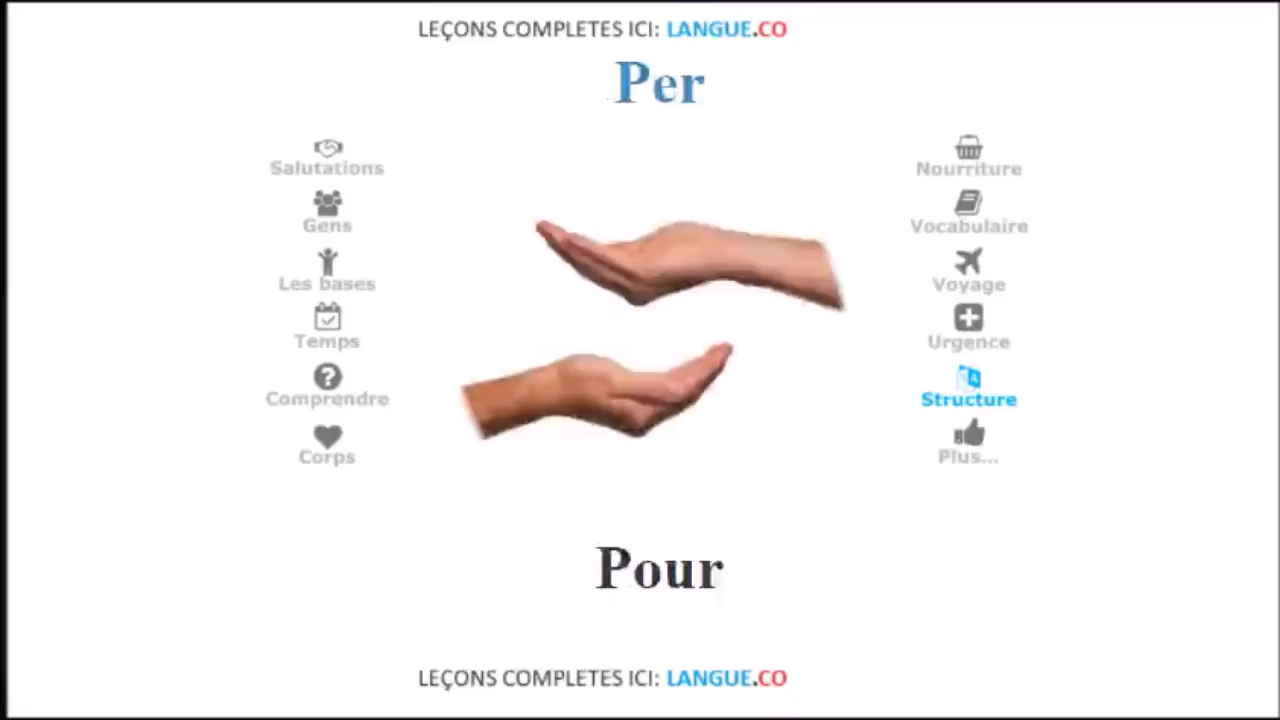 LEÇONS COMPLETES ICI: LANGUE.CO
Per
Salutations
Gens
Les bases
Temps
Comprendre
Corps
Nourriture
Vocabulaire
Voyage
Urgence
Structure
Plus...
Pour
LEÇONS COMPLETES ICI: LANGUE.CO